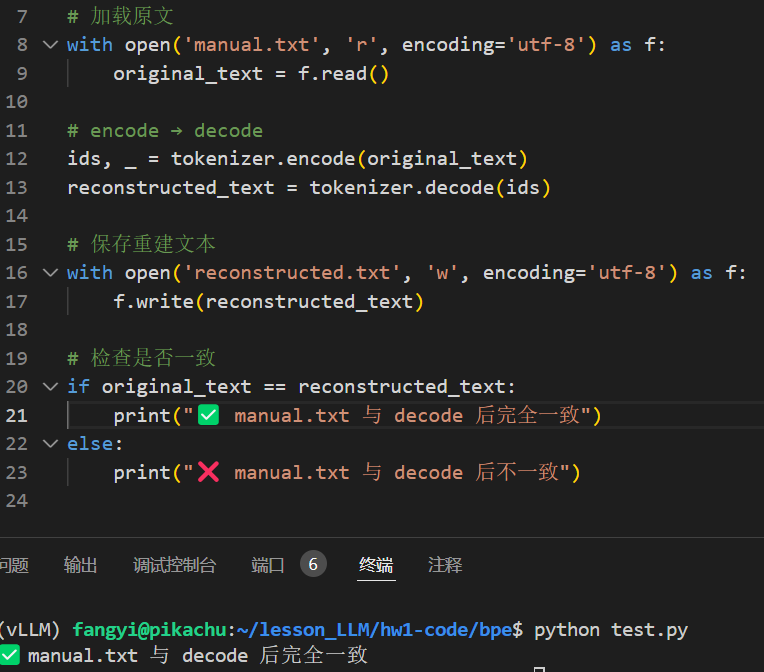 7 # 加载原文
8 with open('manual.txt', 'r', encoding='utf-8') as f:
9     original_text = f.read()
10
11 # encode → decode
12 ids, _ = tokenizer.encode(original_text)
13 reconstructed_text = tokenizer.decode(ids)
14
15 # 保存重建文本
16 with open('reconstructed.txt', 'w', encoding='utf-8') as f:
17     f.write(reconstructed_text)
18
19 # 检查是否一致
20 if original_text == reconstructed_text:
21     print("✅ manual.txt 与 decode 后完全一致")
22 else:
23     print("❌ manual.txt 与 decode 后不一致")
24
问题 输出 调试控制台 端口 6 终端 注释
(vLLM) fangyi@pikachu:~/lesson_LLM/hw1-code/bpe$ python test.py
✅ manual.txt 与 decode 后完全一致